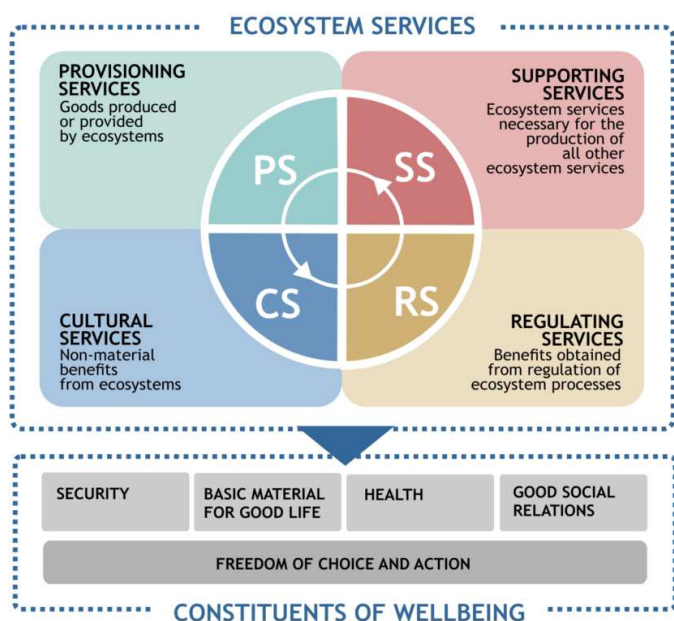 ECOSYSTEM SERVICES
PROVISIONING
SERVICES
Goods produced
or provided
by ecosystems
SUPPORTING
SERVICES
Ecosystem services
necessary for the
production of
all other
ecosystem services
PS
SS
CS
RS
CULTURAL
SERVICES
Non-material
benefits
from ecosystems
REGULATING
SERVICES
Benefits obtained
from regulation of
ecosystem processes
SECURITY
BASIC MATERIAL
FOR GOOD LIFE
HEALTH
GOOD SOCIAL
RELATIONS
FREEDOM OF CHOICE AND ACTION
CONSTITUENTS OF WELLBEING